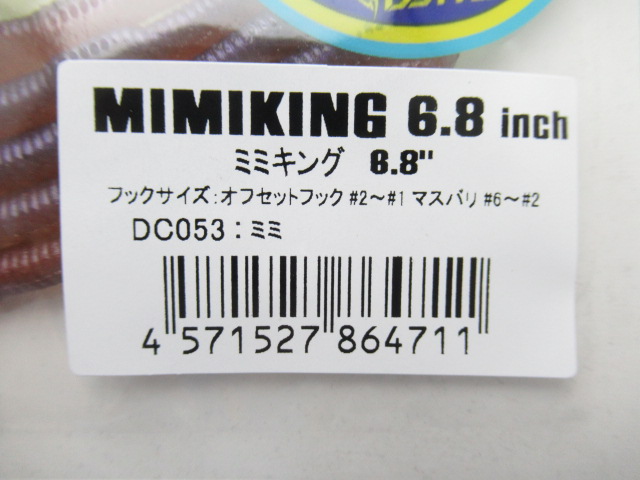 MIMIKING 6.8 inch
ミミキング 6.8"
フックサイズ:オフセットフック #2～#1 マスバリ #6～#2
DC053:ミミ
4 571527 864711